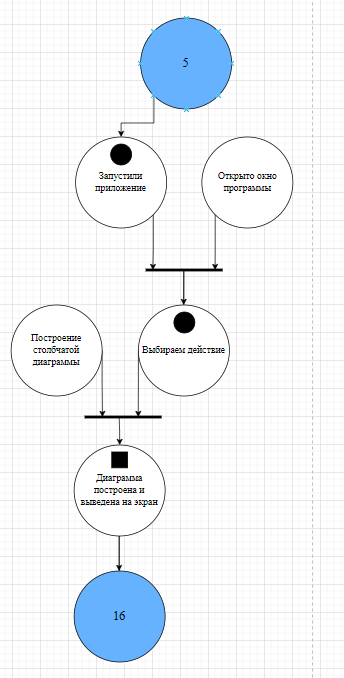 5
Запустили
приложение
Открыто окно
программы
Построение
столбчатой
диаграммы
Выбираем действие
Диаграмма
построена и
выведена на экран
16